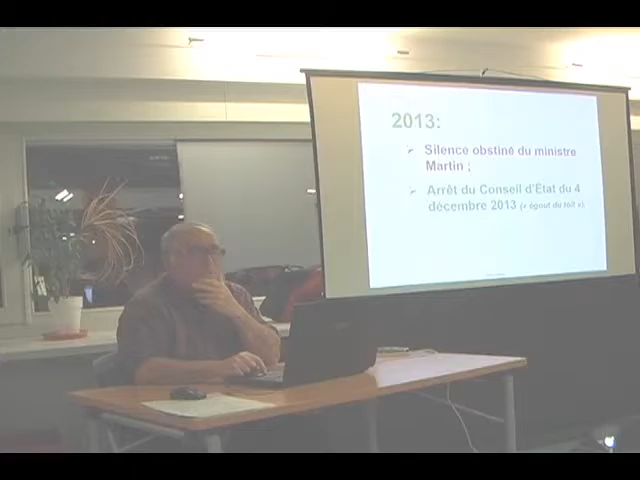 2013:
➢ Silence obstiné du ministre
Martin ;
➢ Arrêt du Conseil d'État du 4
décembre 2013 (« égout du toit »).